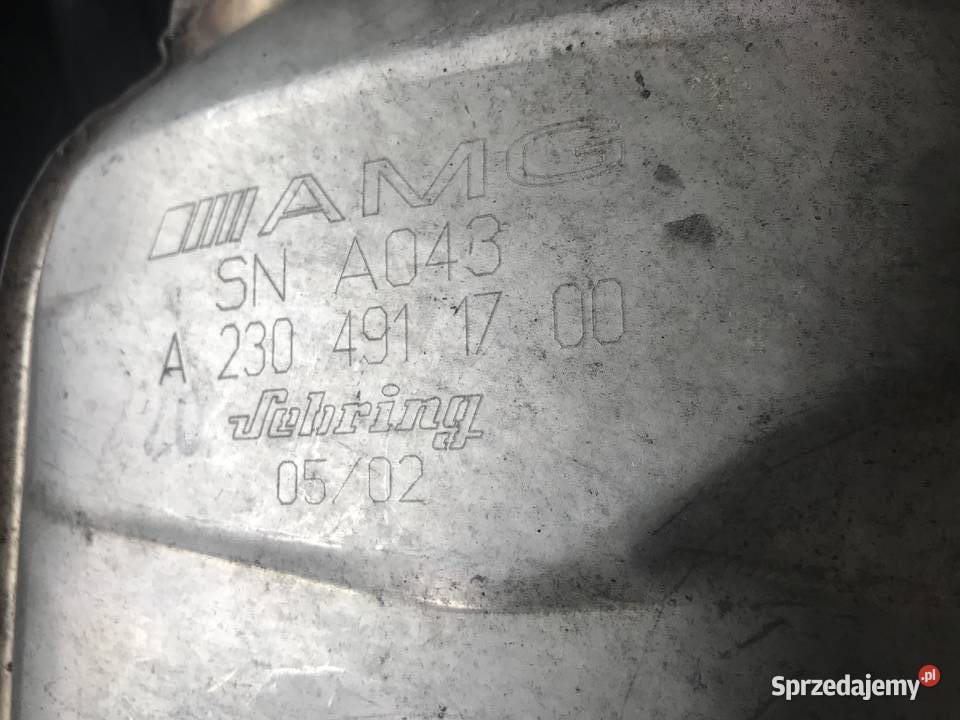 AMG
SN A043
A 230 491 17 00
Sebring
05/02
Sprzedajemy.pl